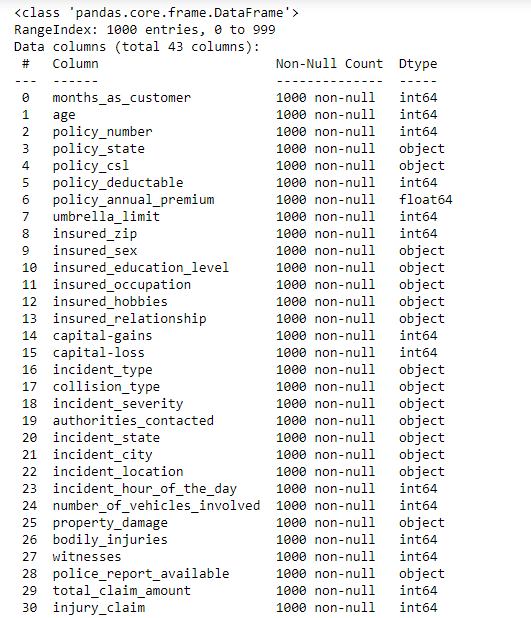 <class 'pandas.core.frame.DataFrame'>
RangeIndex: 1000 entries, 0 to 999
Data columns (total 43 columns):
 #   Column                       Non-Null Count  Dtype
---  ------                       --------------  -----
 0   months_as_customer           1000 non-null   int64
 1   age                          1000 non-null   int64
 2   policy_number                1000 non-null   int64
 3   policy_state                 1000 non-null   object
 4   policy_csl                   1000 non-null   object
 5   policy_deductable            1000 non-null   int64
 6   policy_annual_premium        1000 non-null   float64
 7   umbrella_limit               1000 non-null   int64
 8   insured_zip                  1000 non-null   int64
 9   insured_sex                  1000 non-null   object
 10  insured_education_level      1000 non-null   object
 11  insured_occupation           1000 non-null   object
 12  insured_hobbies              1000 non-null   object
 13  insured_relationship         1000 non-null   object
 14  capital-gains                1000 non-null   int64
 15  capital-loss                 1000 non-null   int64
 16  incident_type                1000 non-null   object
 17  collision_type               1000 non-null   object
 18  incident_severity            1000 non-null   object
 19  authorities_contacted        1000 non-null   object
 20  incident_state               1000 non-null   object
 21  incident_city                1000 non-null   object
 22  incident_location            1000 non-null   object
 23  incident_hour_of_the_day     1000 non-null   int64
 24  number_of_vehicles_involved  1000 non-null   int64
 25  property_damage              1000 non-null   object
 26  bodily_injuries              1000 non-null   int64
 27  witnesses                    1000 non-null   int64
 28  police_report_available      1000 non-null   object
 29  total_claim_amount           1000 non-null   int64
 30  injury_claim                 1000 non-null   int64